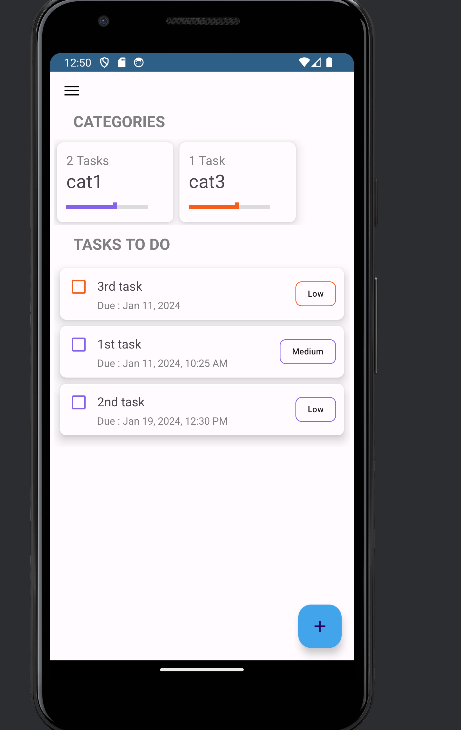 12:50
CATEGORIES
2 Tasks
cat1
1 Task
cat3
TASKS TO DO
3rd task
Due : Jan 11, 2024
Low
1st task
Due : Jan 11, 2024, 10:25 AM
Medium
2nd task
Due : Jan 19, 2024, 12:30 PM
Low
+